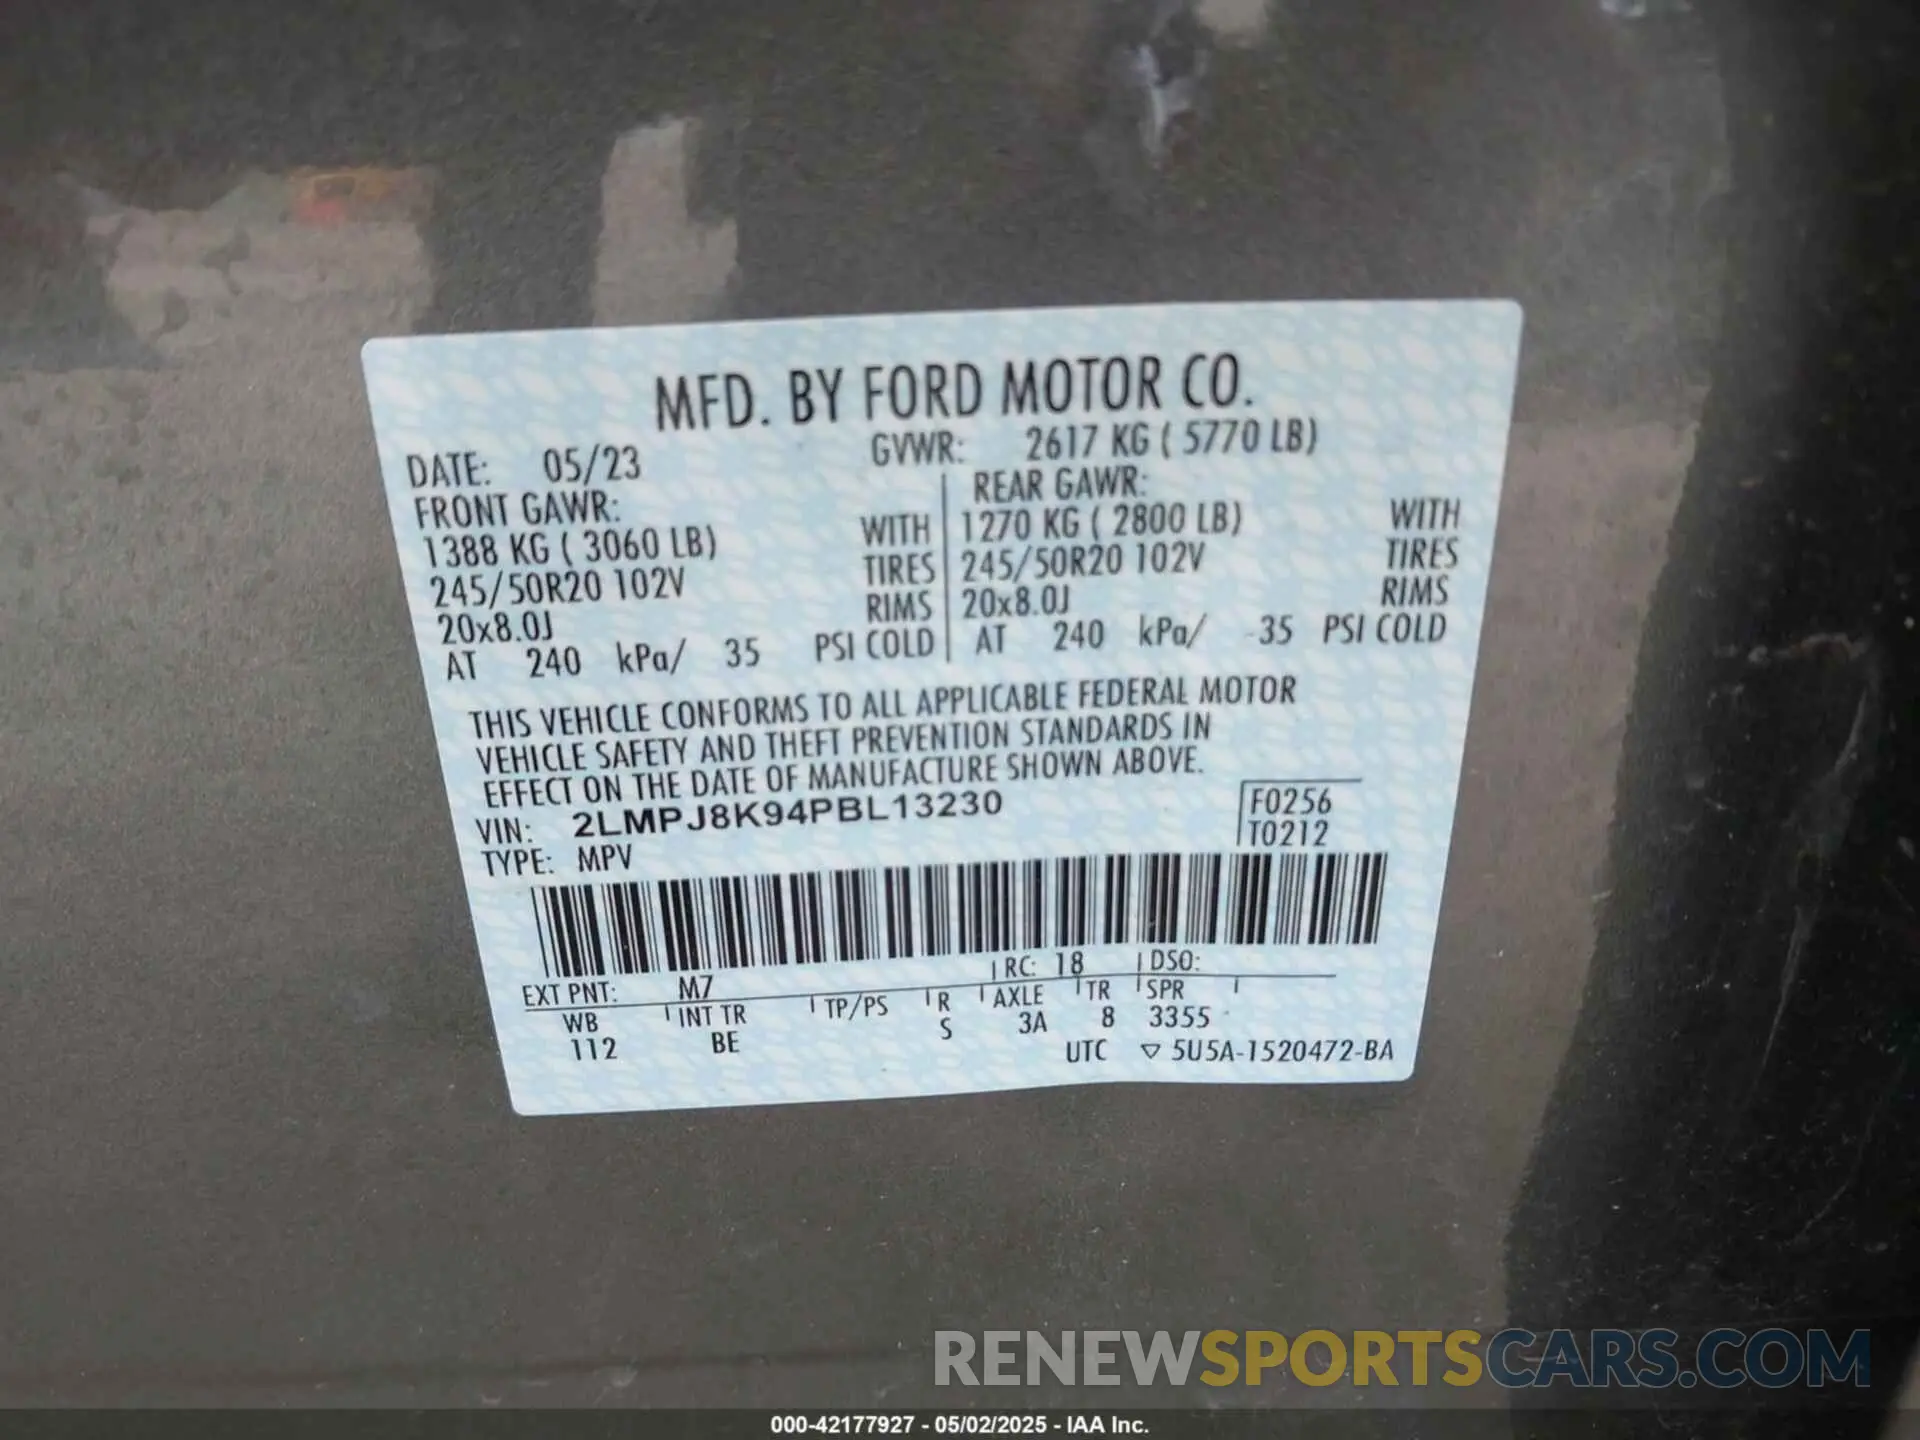 MFD. BY FORD MOTOR CO.
DATE: 05/23 GVWR: 2617 KG ( 5770 LB)
FRONT GAWR: REAR GAWR:
1388 KG ( 3060 LB) WITH 1270 KG ( 2800 LB) WITH
245/50R20 102V TIRES 245/50R20 102V TIRES
20x8.0J RIMS 20x8.0J RIMS
AT 240 kPa/ 35 PSI COLD AT 240 kPa/ 35 PSI COLD
THIS VEHICLE CONFORMS TO ALL APPLICABLE FEDERAL MOTOR
VEHICLE SAFETY AND THEFT PREVENTION STANDARDS IN
EFFECT ON THE DATE OF MANUFACTURE SHOWN ABOVE.
VIN: 2LMPJ8K94PBL13230 F0256
TYPE: MPV T0212
EXT PNT: M7 RC: 18 DSO:
WB INT TR TP/PS R AXLE TR SPR
112 BE S 3A 8 3355
UTC ▽ 5U5A-1520472-BA
RENEWSPORTSCARS.COM
000-42177927 - 05/02/2025 - IAA Inc.